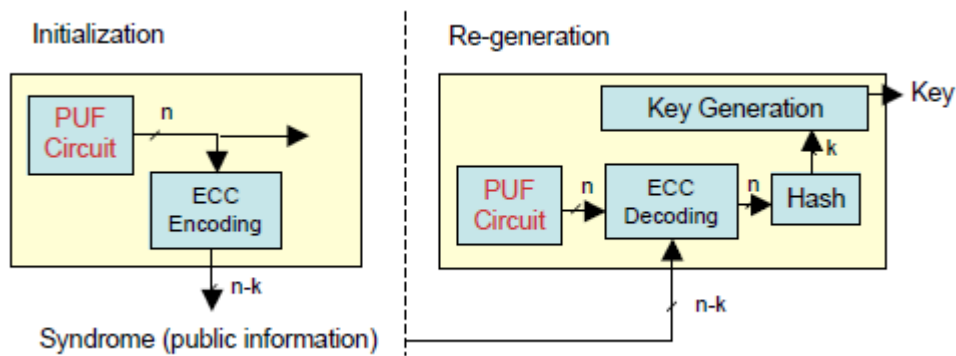 Initialization
PUF
Circuit
n
ECC
Encoding
n-k
Syndrome (public information)
Re-generation
Key Generation
Key
k
PUF
Circuit
n
ECC
Decoding
n
Hash
n-k